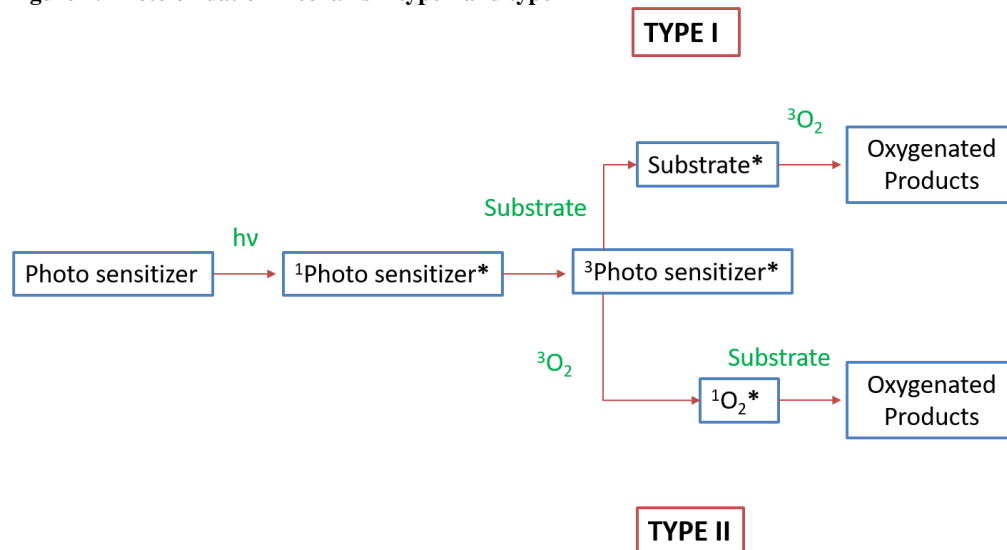 TYPE I
³O₂
Substrate*
Oxygenated
Products
Substrate
hν
Photo sensitizer
¹Photo sensitizer*
³Photo sensitizer*
³O₂
Substrate
¹O₂*
Oxygenated
Products
TYPE II